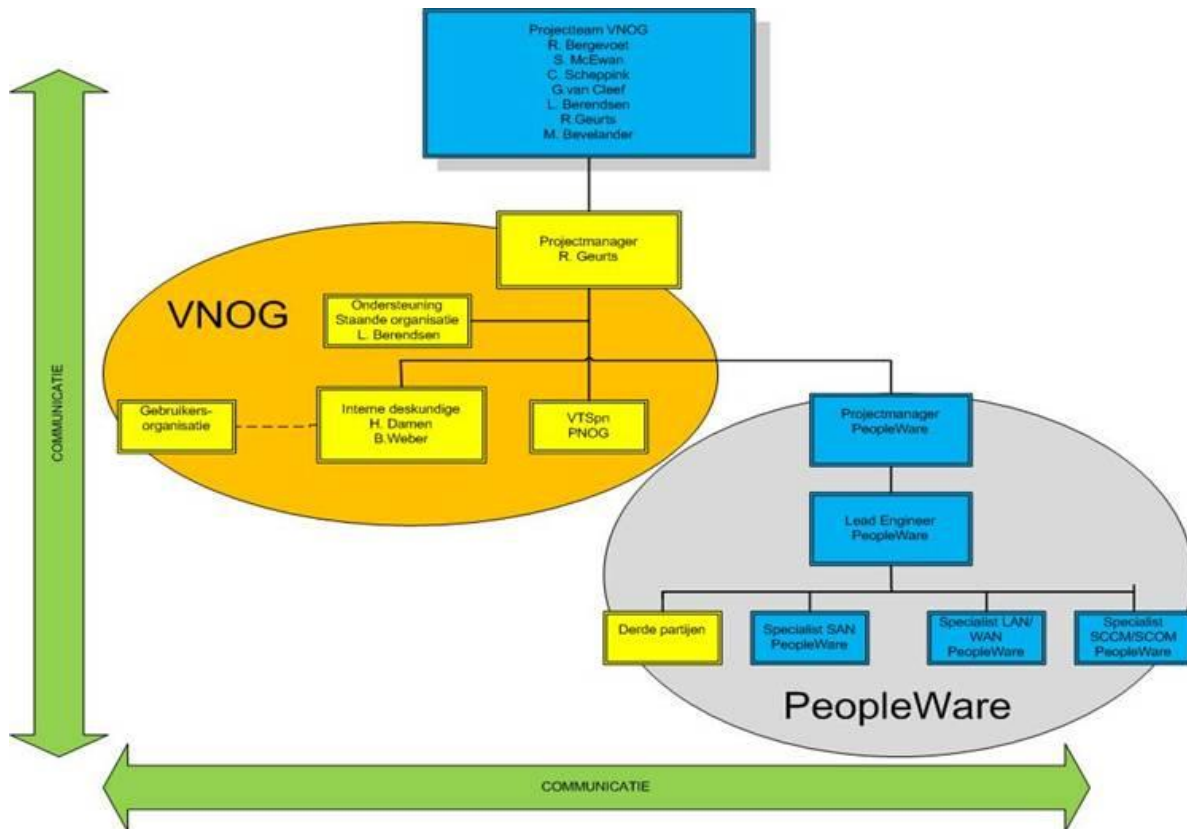 Projectteam VNOG
R. Bergevoet
S. McEwan
C. Scheppink
G.van Cleef
L. Berendsen
R.Geurts
M. Bevelander
Projectmanager
R. Geurts
VNOG
Ondersteuning
Staande organisatie
L. Berendsen
Gebruikers-
organisatie
Interne deskundige
H. Damen
B.Weber
VTSpn
PNOG
Projectmanager
PeopleWare
Lead Engineer
PeopleWare
Derde partijen
Specialist SAN
PeopleWare
Specialist LAN/
WAN
PeopleWare
Specialist
SCCM/SCOM
PeopleWare
PeopleWare
COMMUNICATIE
COMMUNICATIE